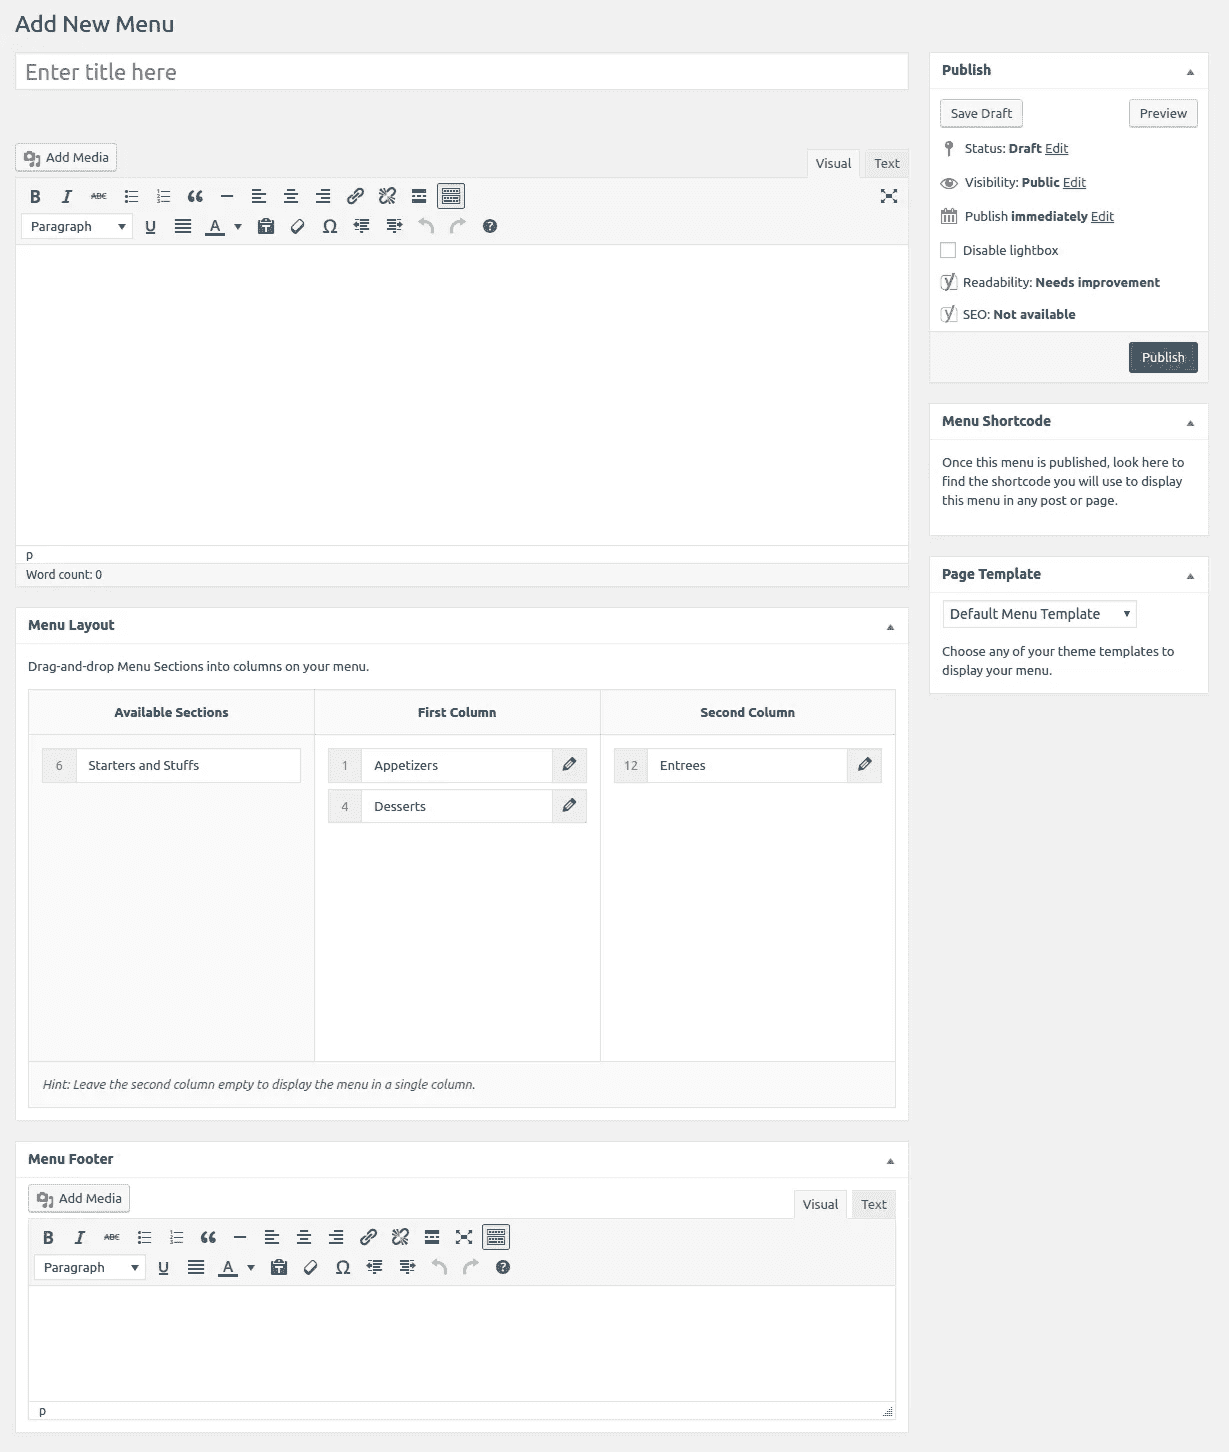 Add New Menu
Enter title here
Add Media
Visual
Text
B I ABC
Paragraph U A Ω
p
Word count: 0
Menu Layout
Drag-and-drop Menu Sections into columns on your menu.
Available Sections
First Column
Second Column
6 Starters and Stuffs
1 Appetizers
12 Entrees
4 Desserts
Hint: Leave the second column empty to display the menu in a single column.
Menu Footer
Add Media
Visual
Text
B I ABC
Paragraph U A Ω
p
Publish
Save Draft
Preview
Status: Draft Edit
Visibility: Public Edit
Publish immediately Edit
Disable lightbox
Readability: Needs improvement
SEO: Not available
Publish
Menu Shortcode
Once this menu is published, look here to
find the shortcode you will use to display
this menu in any post or page.
Page Template
Default Menu Template
Choose any of your theme templates to
display your menu.